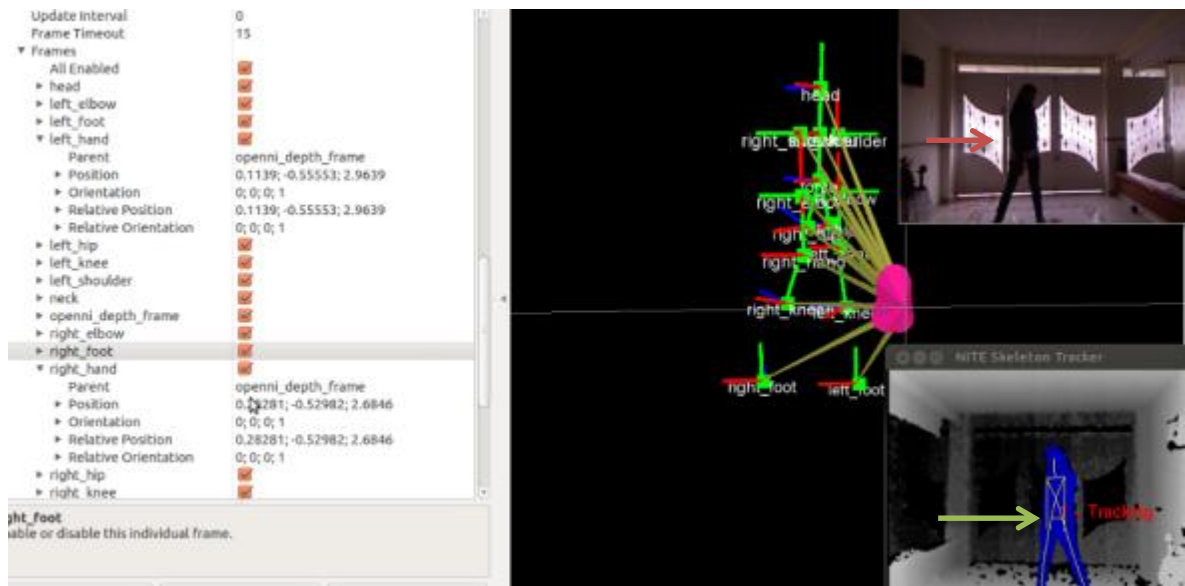 Update Interval 0
Frame Timeout 15
Frames
All Enabled
head
left_elbow
left_foot
left_hand
Parent openni_depth_frame
Position 0.1139; -0.55553; 2.9639
Orientation 0; 0; 0; 1
Relative Position 0.1139; -0.55553; 2.9639
Relative Orientation 0; 0; 0; 1
left_hip
left_knee
left_shoulder
neck
openni_depth_frame
right_elbow
right_foot
right_hand
Parent openni_depth_frame
Position -0.52982; 2.6846
Orientation 0; 0; 0; 1
Relative Position 0.28281; -0.52982; 2.6846
Relative Orientation 0; 0; 0; 1
right_hip
right_knee
ght_foot
able or disable this individual frame.
head
right_knee
right_foot
left_foot
NITE Skeleton Tracker
Tracking